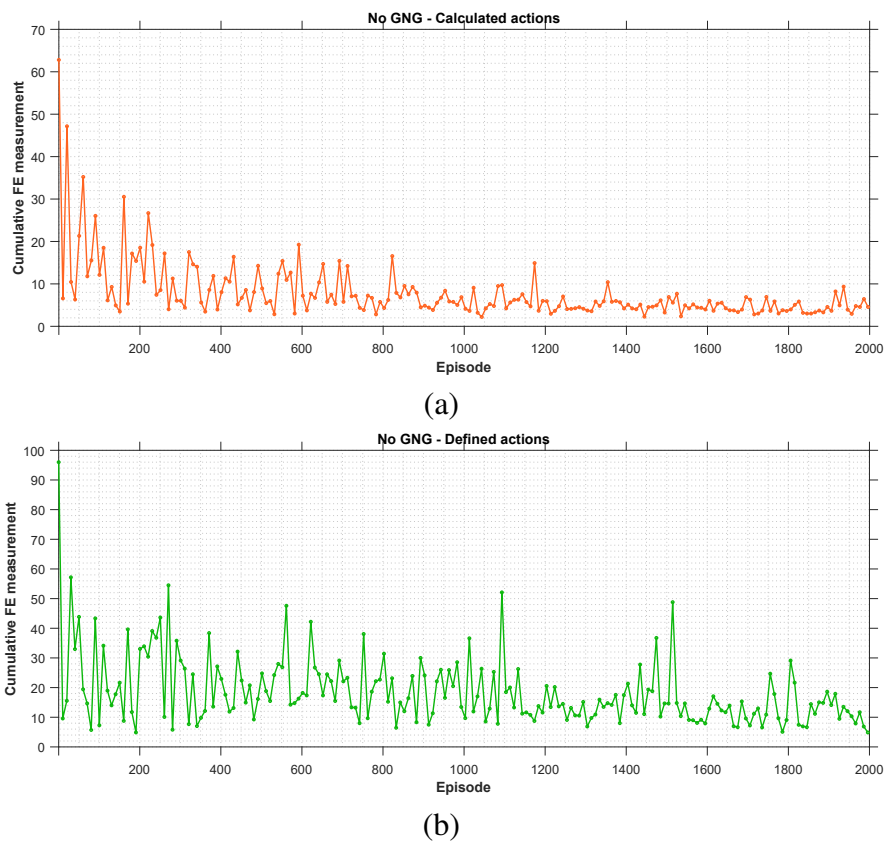 No GNG - Calculated actions
70
60
50
40
30
20
10
0
Cumulative FE measurement
200 400 600 800 1000 1200 1400 1600 1800 2000
Episode
(a)
No GNG - Defined actions
100
90
80
70
60
50
40
30
20
10
0
Cumulative FE measurement
200 400 600 800 1000 1200 1400 1600 1800 2000
Episode
(b)